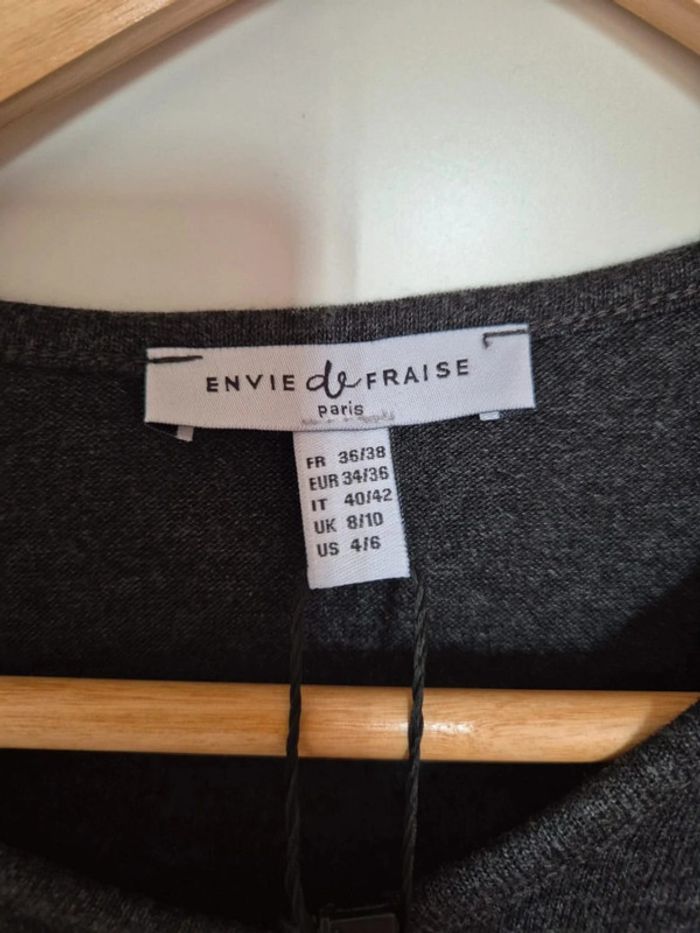 ENVIE de FRAISE
paris
FR 36/38
EUR 34/36
IT 40/42
UK 8/10
US 4/6